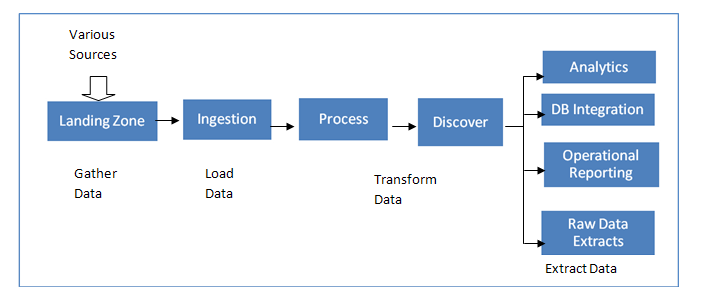 Various
Sources
Landing Zone
Ingestion
Process
Discover
Analytics
DB Integration
Operational
Reporting
Raw Data
Extracts
Gather
Data
Load
Data
Transform
Data
Extract Data